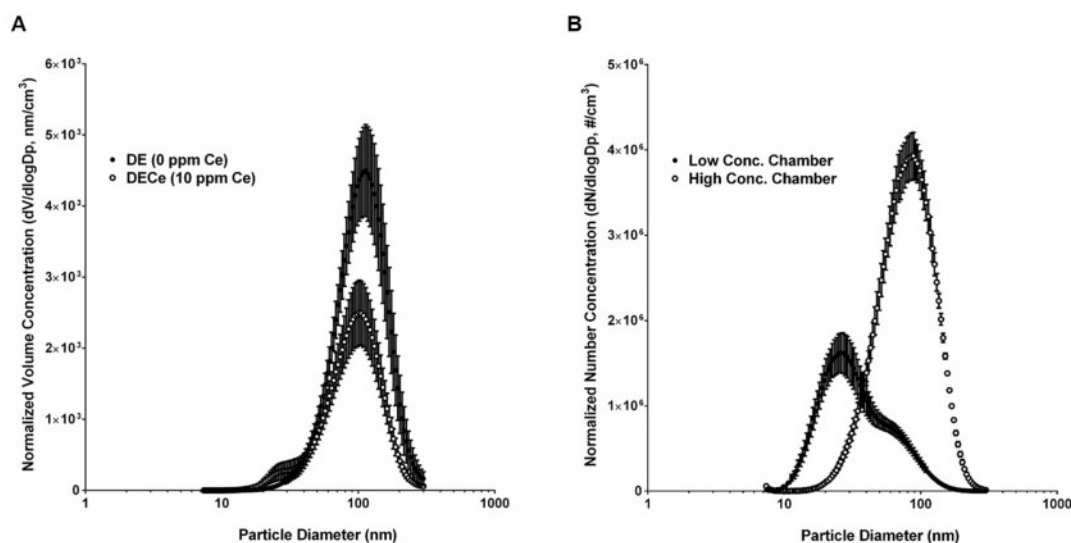 A
Normalized Volume Concentration (dV/dlogDp, nm/cm³)
6×10³
5×10³
4×10³
3×10³
2×10³
1×10³
0
DE (0 ppm Ce)
DECe (10 ppm Ce)
1
10
100
1000
Particle Diameter (nm)
B
Normalized Number Concentration (dN/dlogDp, #/cm³)
5×10⁶
4×10⁶
3×10⁶
2×10⁶
1×10⁶
0
Low Conc. Chamber
High Conc. Chamber
1
10
100
1000
Particle Diameter (nm)